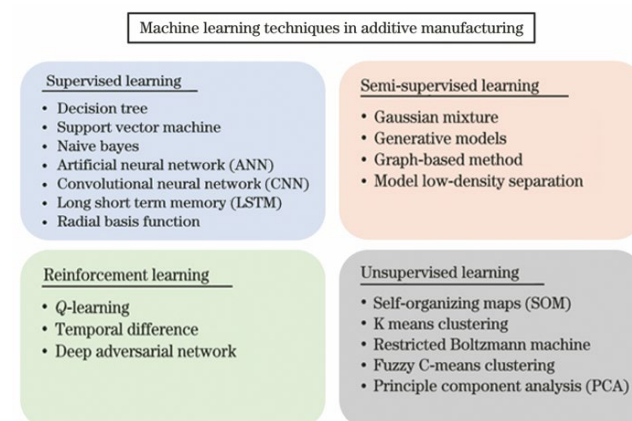 Machine learning techniques in additive manufacturing
Supervised learning
• Decision tree
• Support vector machine
• Naive bayes
• Artificial neural network (ANN)
• Convolutional neural network (CNN)
• Long short term memory (LSTM)
• Radial basis function
Semi-supervised learning
• Gaussian mixture
• Generative models
• Graph-based method
• Model low-density separation
Reinforcement learning
• Q-learning
• Temporal difference
• Deep adversarial network
Unsupervised learning
• Self-organizing maps (SOM)
• K means clustering
• Restricted Boltzmann machine
• Fuzzy C-means clustering
• Principle component analysis (PCA)